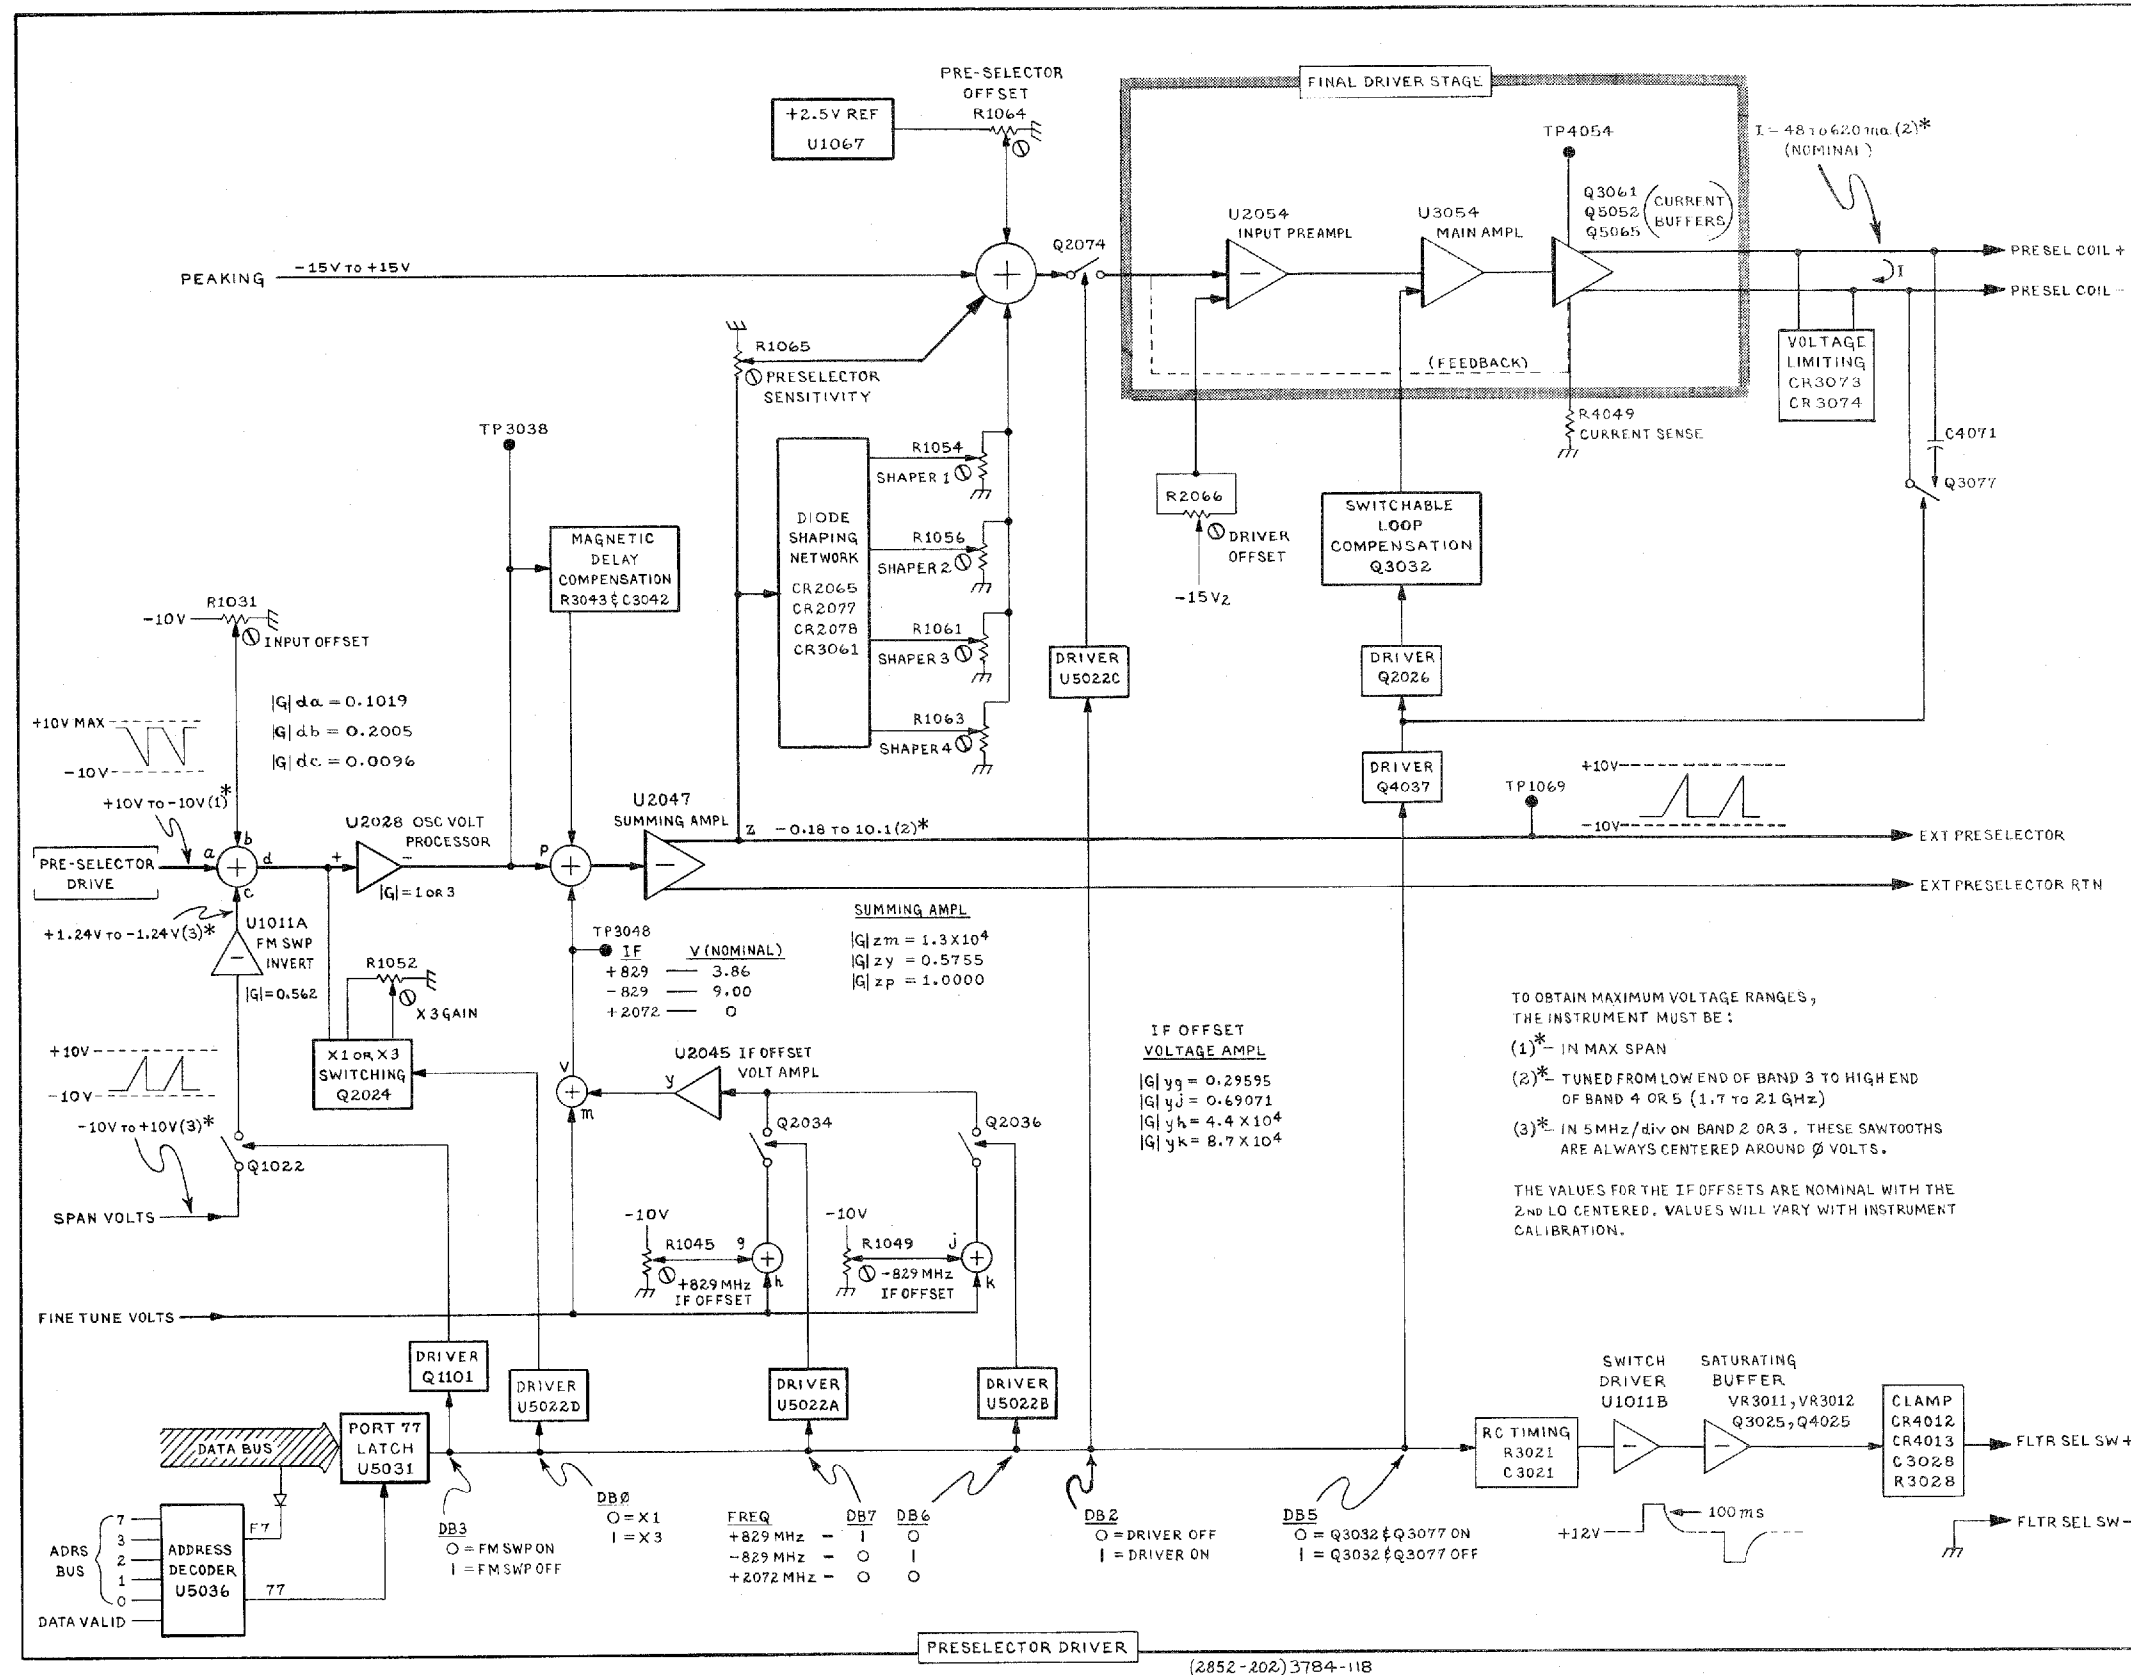 PRE-SELECTOR
OFFSET
R1064
+2.5V REF
U1067
FINAL DRIVER STAGE
TP4054
I = 48 TO 620 ma (2)*
(NOMINAL)
Q3061
Q5052
Q5065
(CURRENT
BUFFERS)
U2054
INPUT PREAMPL
U3054
MAIN AMPL
Q2074
PEAKING
-15V TO +15V
PRESEL COIL +
I
PRESEL COIL -
R1065
PRESELECTOR
SENSITIVITY
(FEEDBACK)
VOLTAGE
LIMITING
CR3073
CR3074
R4049
CURRENT SENSE
C4071
Q3077
TP3038
R1054
SHAPER 1
R1056
SHAPER 2
R1061
SHAPER 3
R1063
SHAPER 4
DIODE
SHAPING
NETWORK
CR2065
CR2077
CR2078
CR3061
R2066
DRIVER
OFFSET
-15V2
SWITCHABLE
LOOP
COMPENSATION
Q3032
MAGNETIC
DELAY
COMPENSATION
R3043 & C3042
R1031
-10V
INPUT OFFSET
DRIVER
U5022C
DRIVER
Q2026
DRIVER
Q4037
|G| da = 0.1019
|G| db = 0.2005
|G| dc = 0.0096
+10V MAX
-10V
+10V TO -10V (1)*
U2028 OSC VOLT
PROCESSOR
|G| = 1 OR 3
U2047
SUMMING AMPL
Z -0.18 TO 10.1 (2)*
TP1069
+10V
-10V
EXT PRESELECTOR
EXT PRESELECTOR RTN
PRE-SELECTOR
DRIVE
a
b
c
d
+
-
p
+1.24V TO -1.24V (3)*
U1011A
FM SWP
INVERT
|G| = 0.562
R1052
X3 GAIN
X1 OR X3
SWITCHING
Q2024
TP3048
IF V (NOMINAL)
+829 — 3.86
-829 — 9.00
+2072 — 0
SUMMING AMPL
|G| zm = 1.3X10⁴
|G| zy = 0.5755
|G| zp = 1.0000
IF OFFSET
VOLTAGE AMPL
|G| yg = 0.29595
|G| yj = 0.69071
|G| yh = 4.4 X 10⁴
|G| yk = 8.7 X 10⁴
TO OBTAIN MAXIMUM VOLTAGE RANGES,
THE INSTRUMENT MUST BE:
(1)* - IN MAX SPAN
(2)* - TUNED FROM LOW END OF BAND 3 TO HIGH END
OF BAND 4 OR 5 (1.7 TO 21 GHz)
(3)* - IN 5MHz/div ON BAND 2 OR 3. THESE SAWTOOTHS
ARE ALWAYS CENTERED AROUND Ø VOLTS.
THE VALUES FOR THE IF OFFSETS ARE NOMINAL WITH THE
2ND LO CENTERED. VALUES WILL VARY WITH INSTRUMENT
CALIBRATION.
+10V
-10V
-10V TO +10V (3)*
Q1022
SPAN VOLTS
U2045 IF OFFSET
VOLT AMPL
v
y
m
Q2034
Q2036
-10V
R1045
g
h
+829 MHz
IF OFFSET
-10V
R1049
j
k
-829 MHz
IF OFFSET
FINE TUNE VOLTS
DRIVER
Q1101
DRIVER
U5022D
DRIVER
U5022A
DRIVER
U5022B
DATA BUS
PORT 77
LATCH
U5031
SWITCH
DRIVER
U1011B
SATURATING
BUFFER
VR3011, VR3012
Q3025, Q4025
RC TIMING
R3021
C3021
CLAMP
CR4012
CR4013
C3028
R3028
FLTR SEL SW +
FLTR SEL SW -
+12V
100 ms
ADRS
BUS
7
3
2
1
0
DATA VALID
ADDRESS
DECODER
U5036
F7
77
DB3
0 = FM SWP ON
1 = FM SWP OFF
DBØ
0 = X1
1 = X3
FREQ DB7 DB6
+829 MHz - 1 0
-829 MHz - 0 1
+2072 MHz - 0 0
DB2
0 = DRIVER OFF
1 = DRIVER ON
DB5
0 = Q3032 & Q3077 ON
1 = Q3032 & Q3077 OFF
PRESELECTOR DRIVER
(2852-202) 3784-118